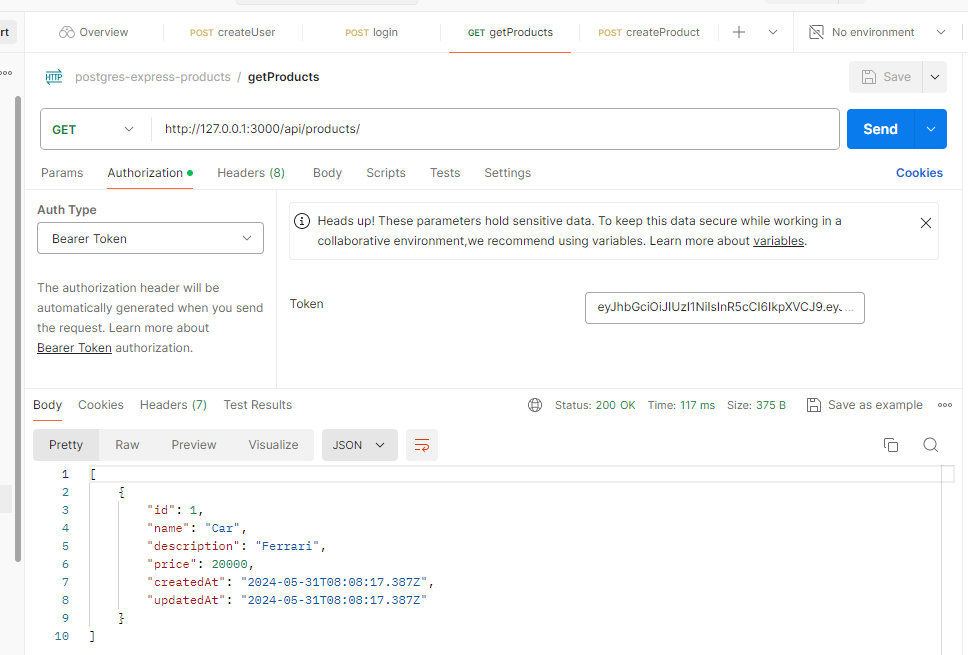 rt
Overview
POST createUser
POST login
GET getProducts
POST createProduct
No environment
HTTP postgres-express-products / getProducts
Save
GET
http://127.0.0.1:3000/api/products/
Send
Params Authorization Headers (8) Body Scripts Tests Settings Cookies
Auth Type
Bearer Token
The authorization header will be
automatically generated when you send
the request. Learn more about
Bearer Token authorization.
Heads up! These parameters hold sensitive data. To keep this data secure while working in a
collaborative environment,we recommend using variables. Learn more about variables.
Token
eyJhbGciOiJIUzI1NiIsInR5cCI6IkpXVCJ9.ey. ...
Body Cookies Headers (7) Test Results
Status: 200 OK Time: 117 ms Size: 375 B Save as example
Pretty Raw Preview Visualize JSON
1 [
2 {
3 "id": 1,
4 "name": "Car",
5 "description": "Ferrari",
6 "price": 20000,
7 "createdAt": "2024-05-31T08:08:17.387Z",
8 "updatedAt": "2024-05-31T08:08:17.387Z"
9 }
10 ]